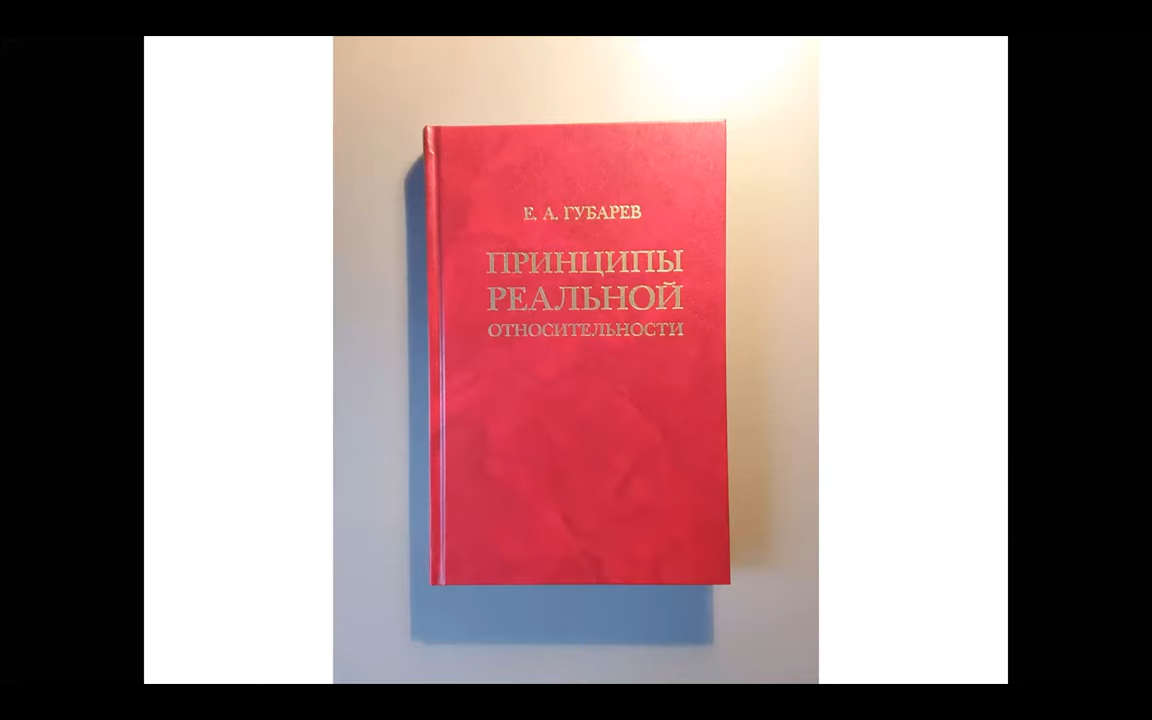 Е. А. ГУБАРЕВ
ПРИНЦИПЫ
РЕАЛЬНОЙ
ОТНОСИТЕЛЬНОСТИ